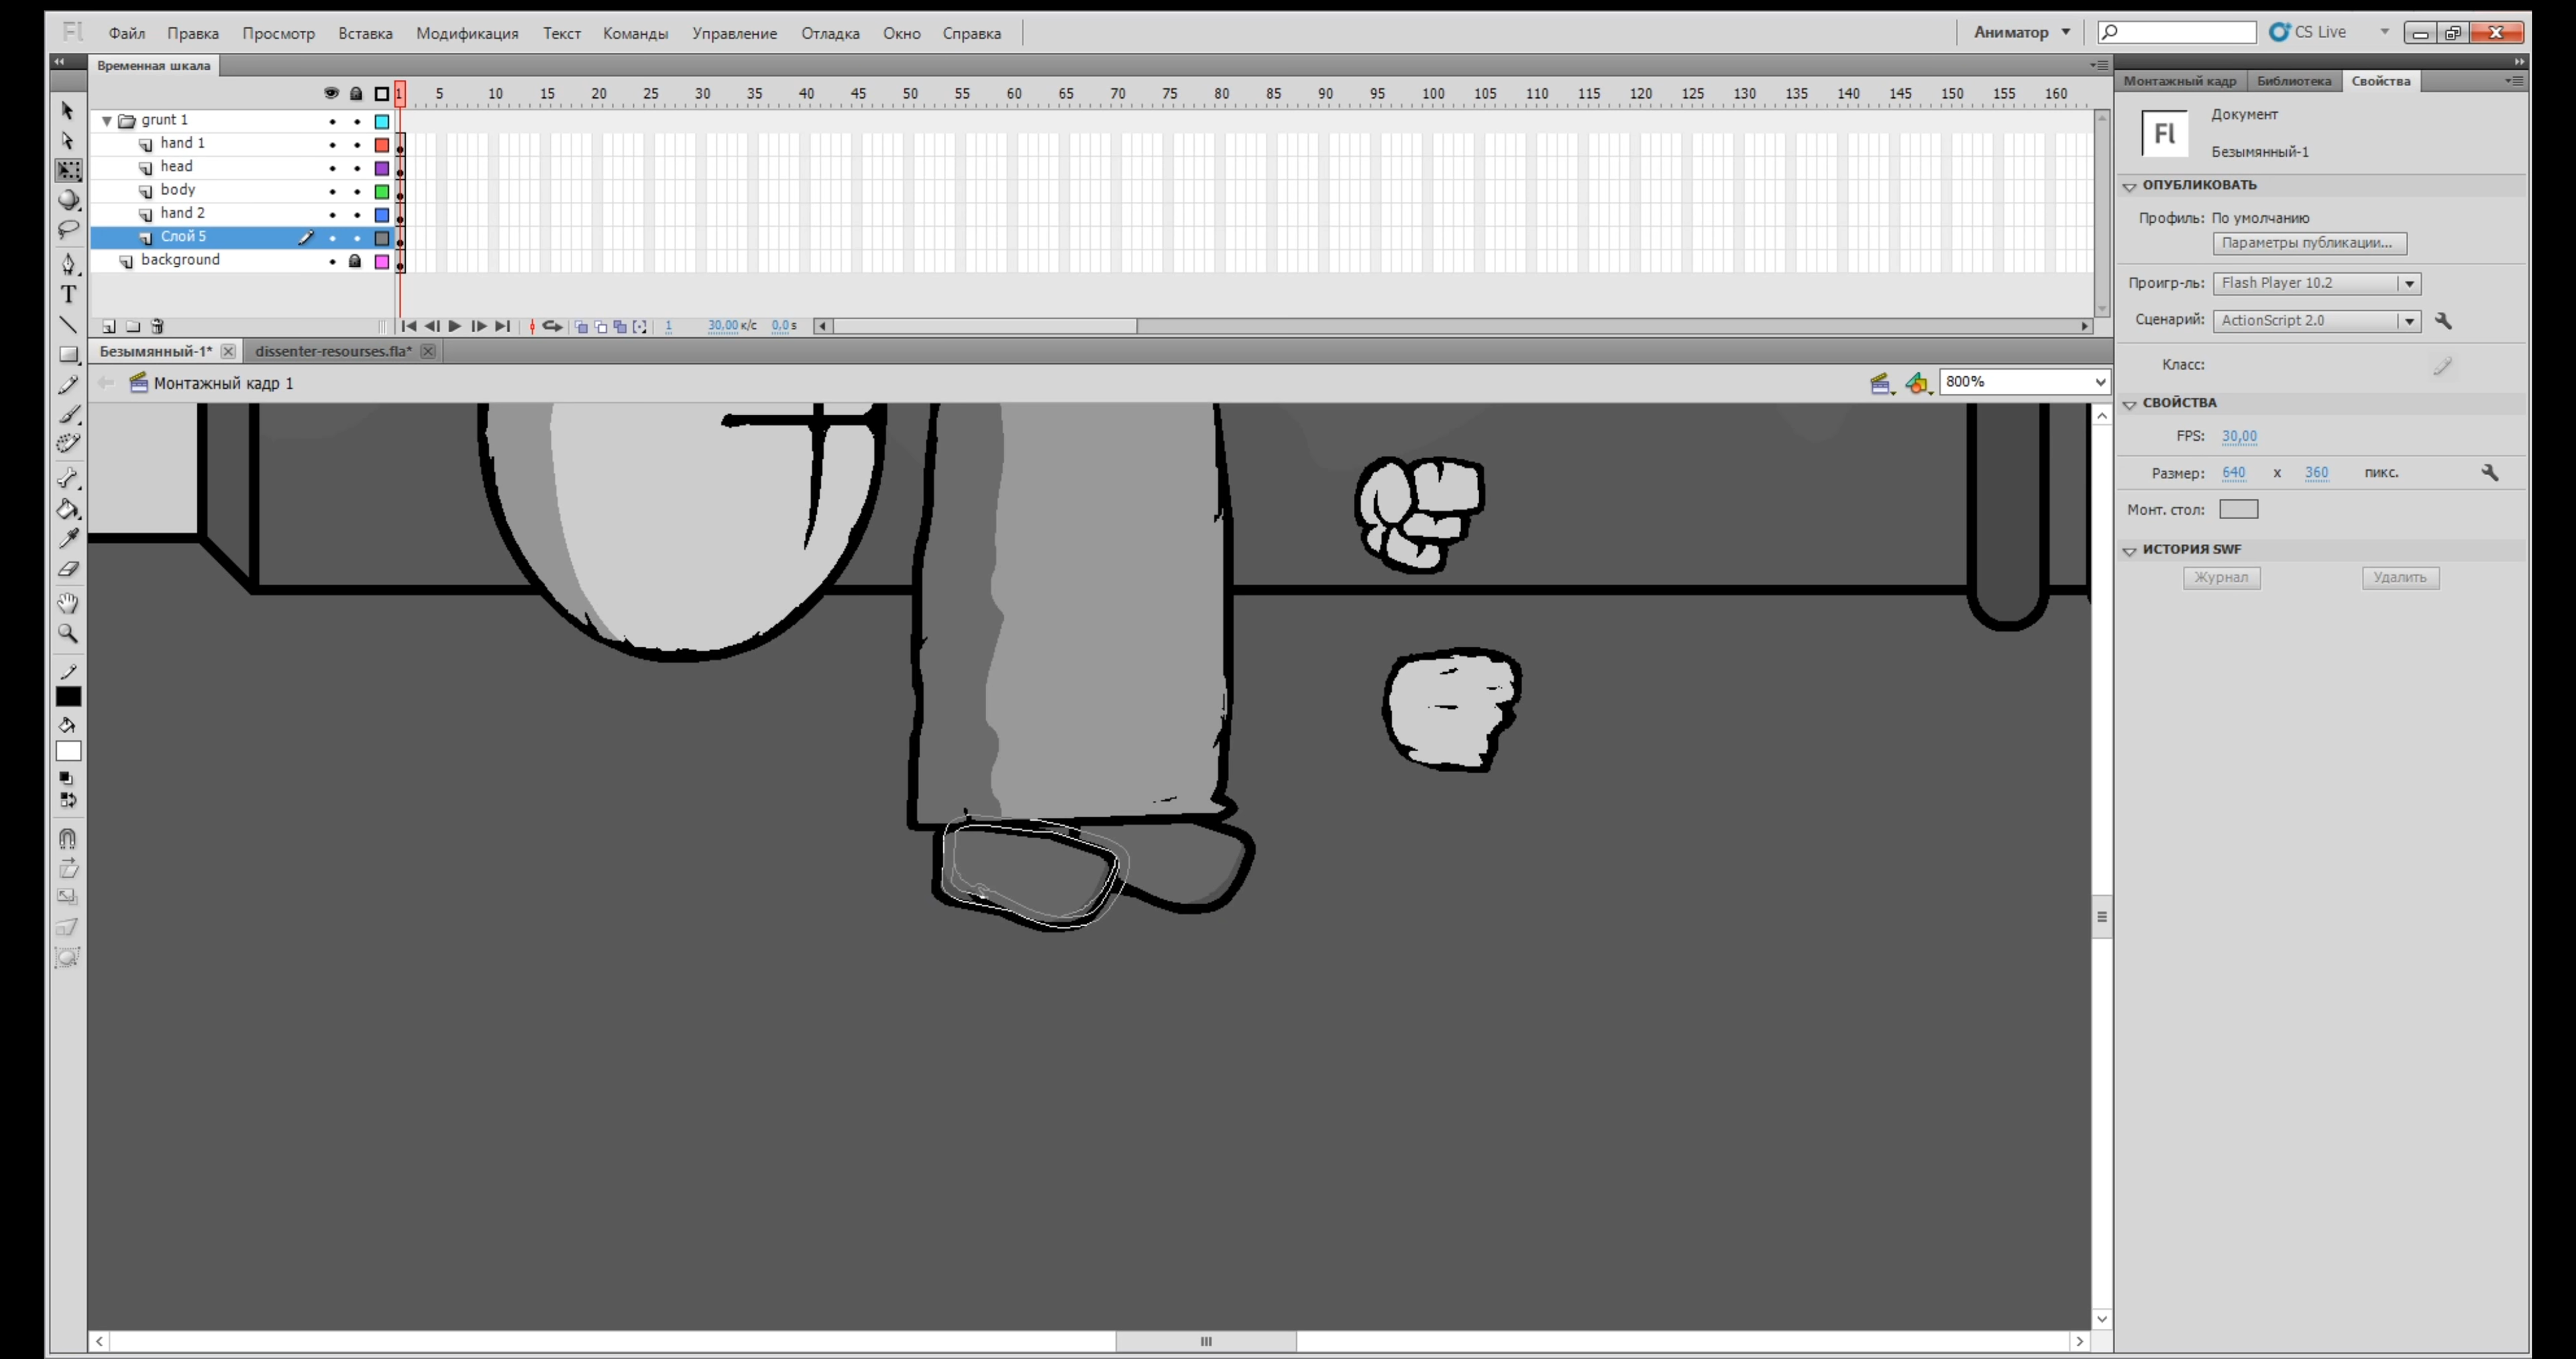 Fl Файл Правка Просмотр Вставка Модификация Текст Команды Управление Отладка Окно Справка Аниматор CS Live
Временная шкала
1 5 10 15 20 25 30 35 40 45 50 55 60 65 70 75 80 85 90 95 100 105 110 115 120 125 130 135 140 145 150 155 160
grunt 1
hand 1
head
body
hand 2
Слой 5
background
1 30,00 к/с 0,0 s
Безымянный-1* dissenter-resourses.fla*
Монтажный кадр 1 800%
T
Монтажный кадр Библиотека Свойства
Fl
Документ
Безымянный-1
ОПУБЛИКОВАТЬ
Профиль: По умолчанию
Параметры публикации...
Проигр-ль: Flash Player 10.2
Сценарий: ActionScript 2.0
Класс:
СВОЙСТВА
FPS: 30,00
Размер: 640 x 360 пикс.
Монт. стол:
ИСТОРИЯ SWF
Журнал Удалить